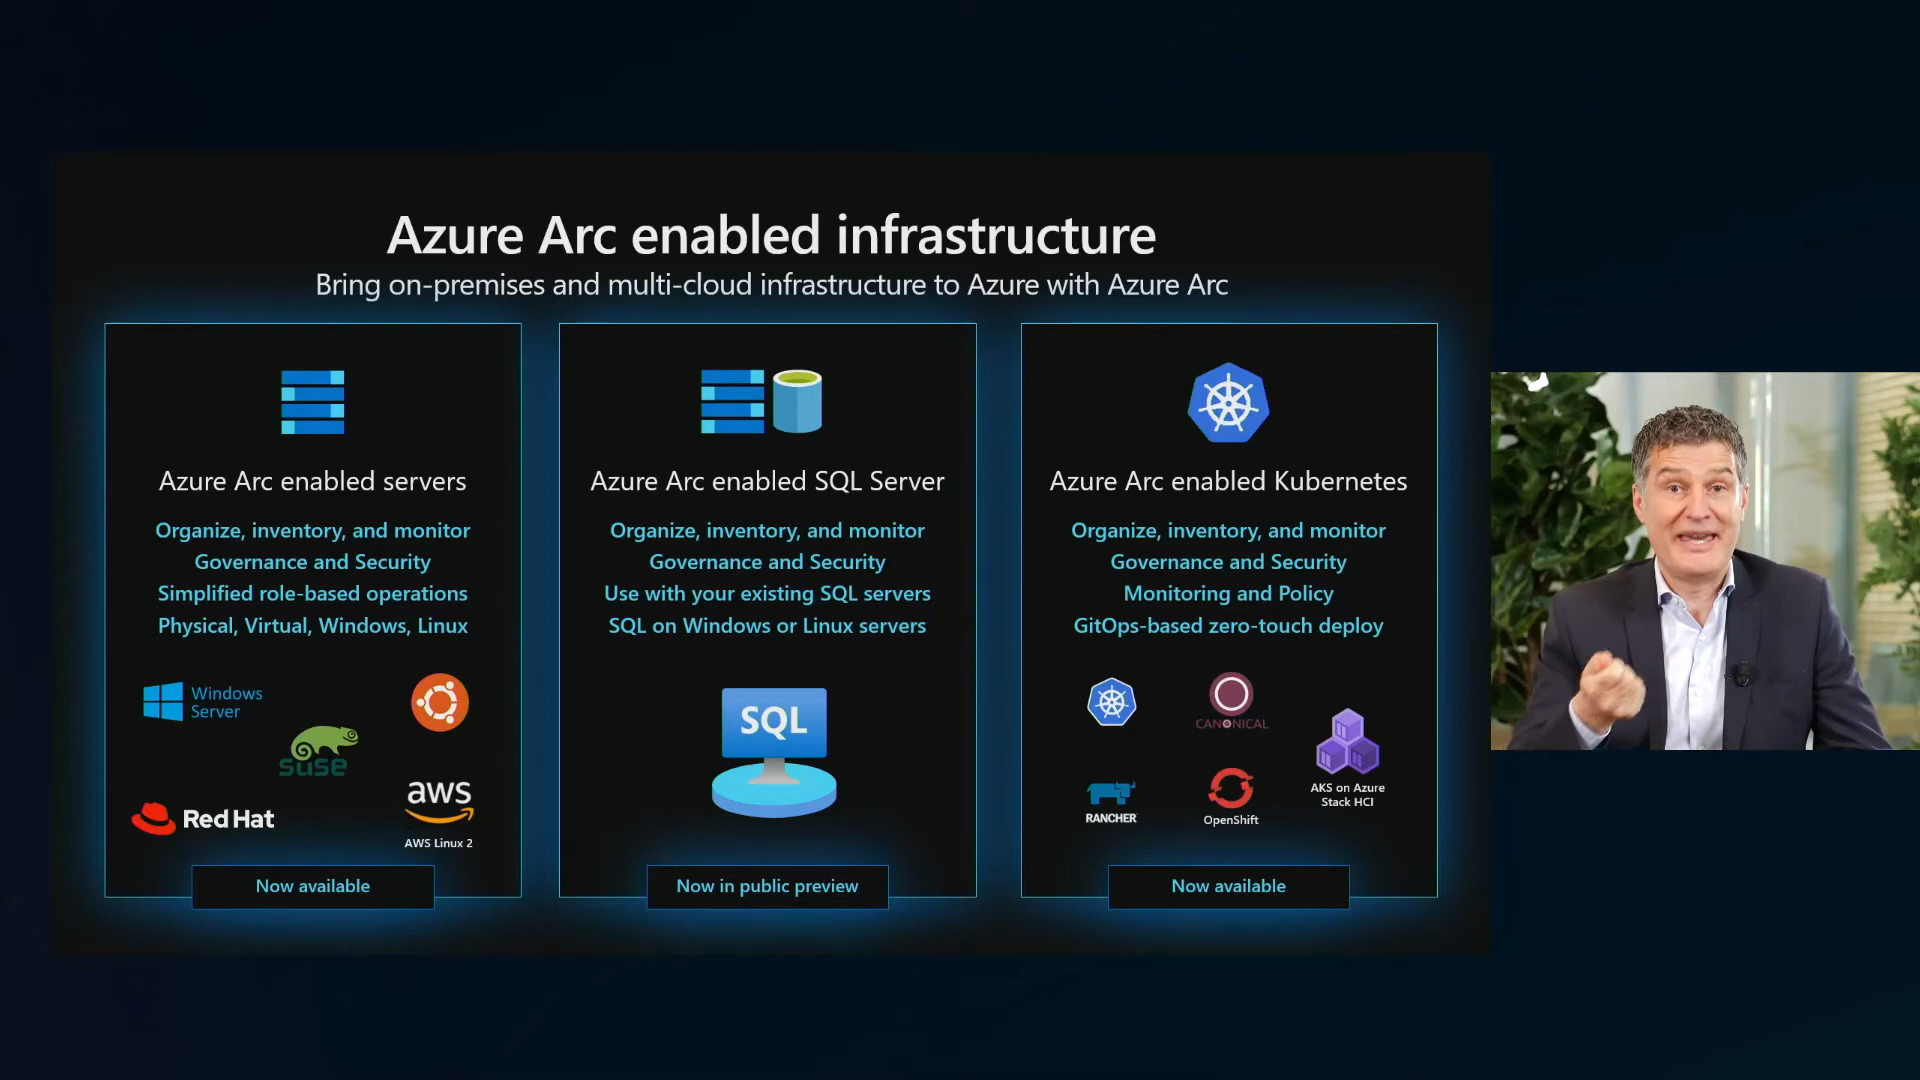 Azure Arc enabled infrastructure
Bring on-premises and multi-cloud infrastructure to Azure with Azure Arc
Azure Arc enabled servers
Organize, inventory, and monitor
Governance and Security
Simplified role-based operations
Physical, Virtual, Windows, Linux
Windows
Server
SUSE
Red Hat
aws
AWS Linux 2
Now available
Azure Arc enabled SQL Server
Organize, inventory, and monitor
Governance and Security
Use with your existing SQL servers
SQL on Windows or Linux servers
SQL
Now in public preview
Azure Arc enabled Kubernetes
Organize, inventory, and monitor
Governance and Security
Monitoring and Policy
GitOps-based zero-touch deploy
CANONICAL
RANCHER
OpenShift
AKS on Azure
Stack HCI
Now available